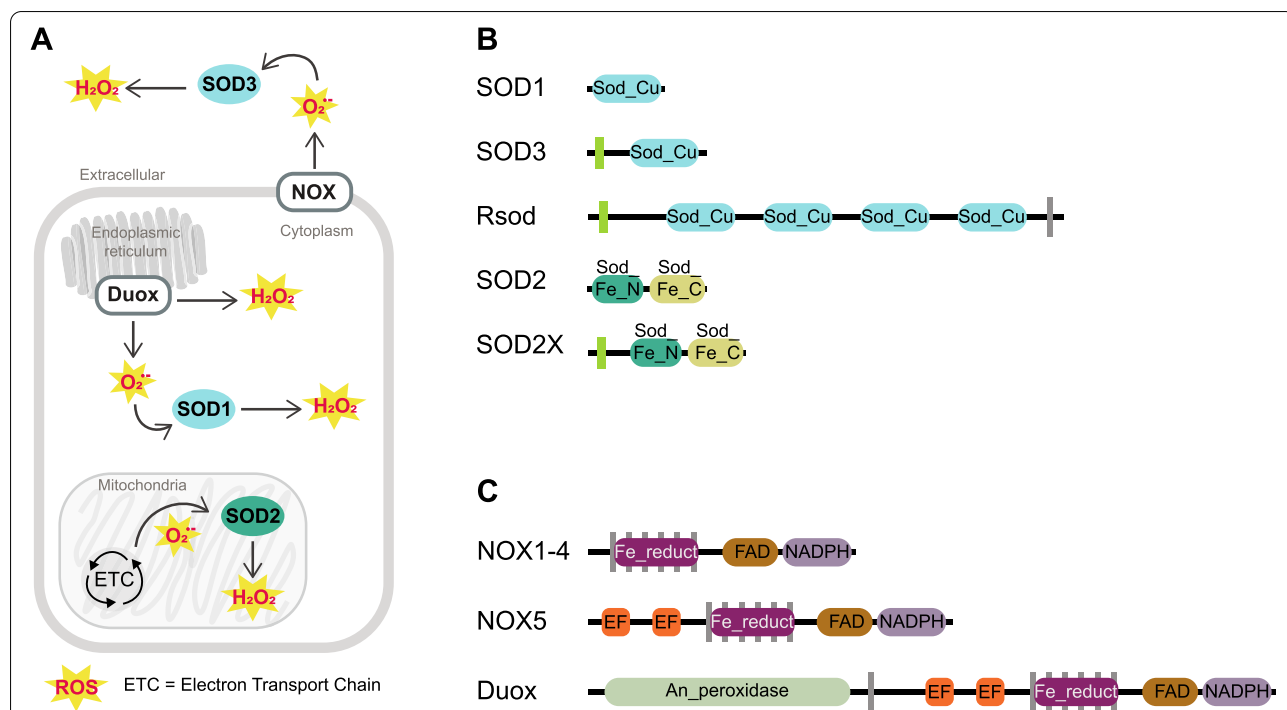 A
H₂O₂
SOD3
O₂•-
Extracellular
NOX
Cytoplasm
Endoplasmic
reticulum
Duox
H₂O₂
O₂•-
SOD1
H₂O₂
Mitochondria
SOD2
O₂•-
ETC
H₂O₂
ROS
ETC = Electron Transport Chain
B
SOD1
Sod_Cu
SOD3
Sod_Cu
Rsod
Sod_Cu Sod_Cu Sod_Cu Sod_Cu
SOD2
Sod_ Sod_
Fe_N Fe_C
SOD2X
Sod_ Sod_
Fe_N Fe_C
C
NOX1-4
Fe_reduct FAD NADPH
NOX5
EF EF Fe_reduct FAD NADPH
Duox
An_peroxidase EF EF Fe_reduct FAD NADPH